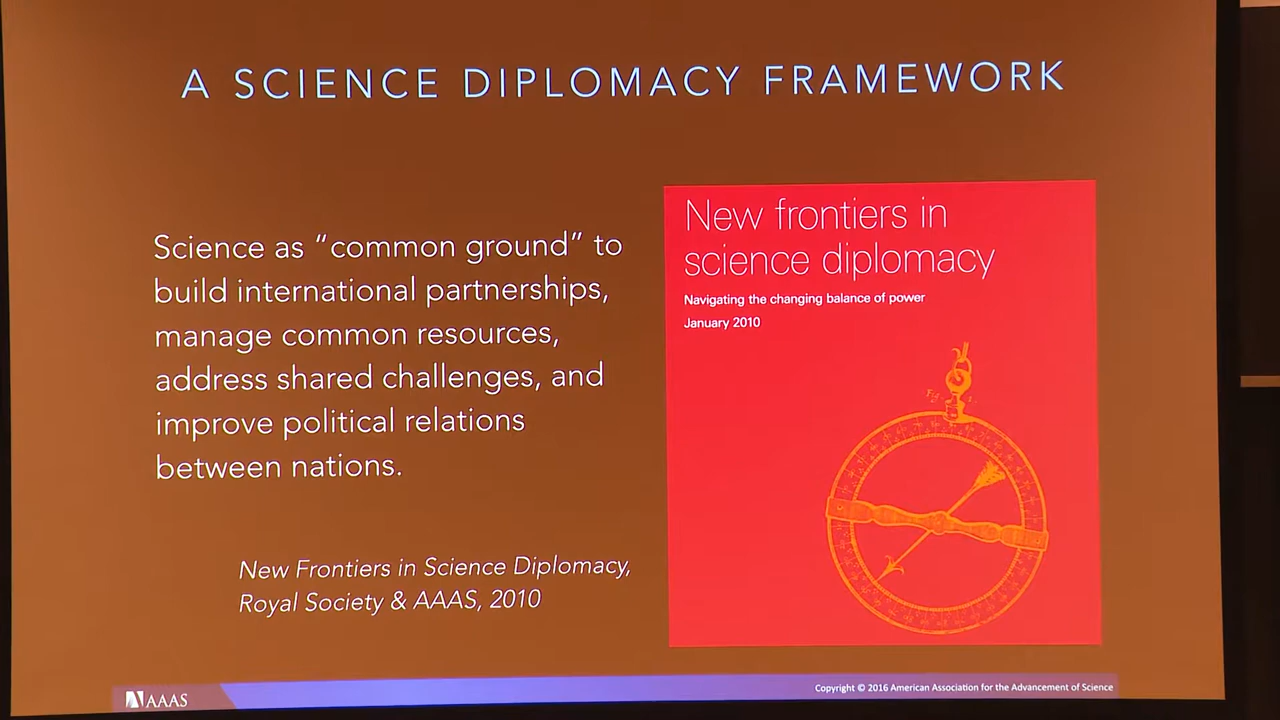 A SCIENCE DIPLOMACY FRAMEWORK
Science as “common ground” to
build international partnerships,
manage common resources,
address shared challenges, and
improve political relations
between nations.
New Frontiers in Science Diplomacy,
Royal Society & AAAS, 2010
New frontiers in
science diplomacy
Navigating the changing balance of power
January 2010
AAAS
Copyright © 2016 American Association for the Advancement of Science